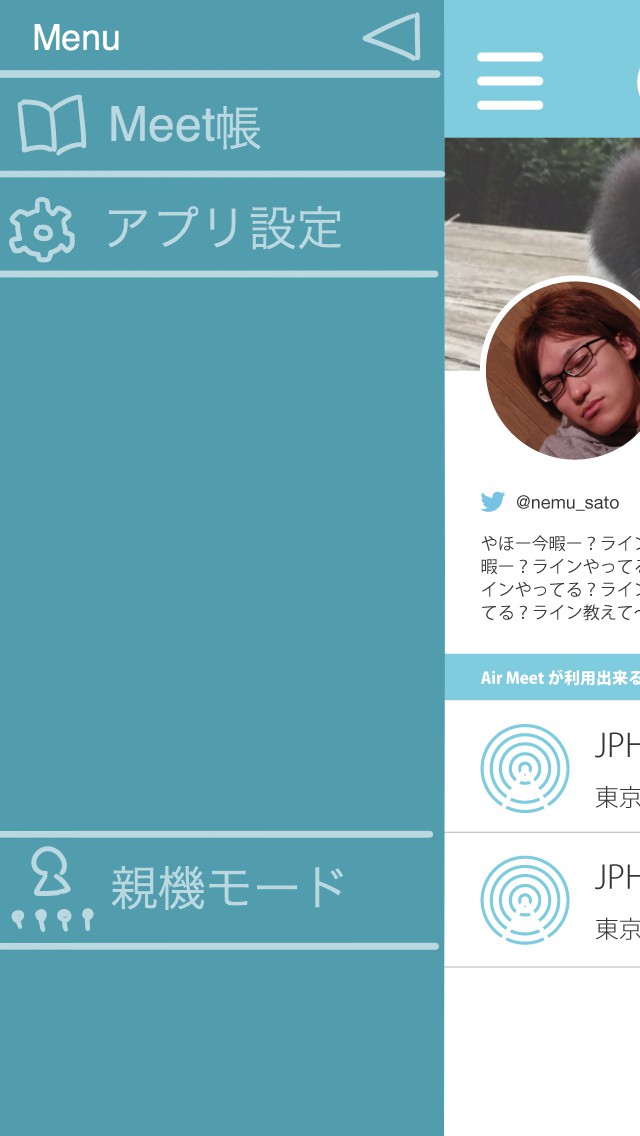 Menu
Meet帳
アプリ設定
親機モード
@nemu_sato
やほー今暇ー？ライン
暇ー？ラインやってる
インやってる？ライン
てる？ライン教えて〜
Air Meet が利用出来る
JPH
東京
JPH
東京